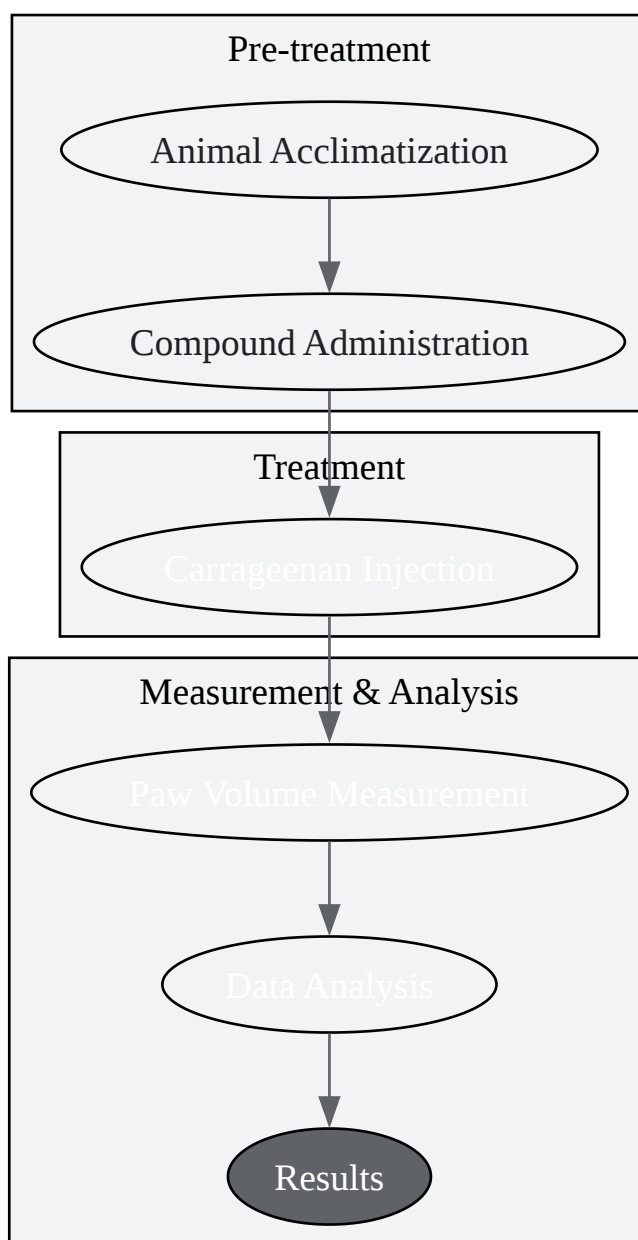 Pre-treatment
Animal Acclimatization
Compound Administration
Treatment
Carrageenan Injection
Measurement & Analysis
Paw Volume Measurement
Data Analysis
Results